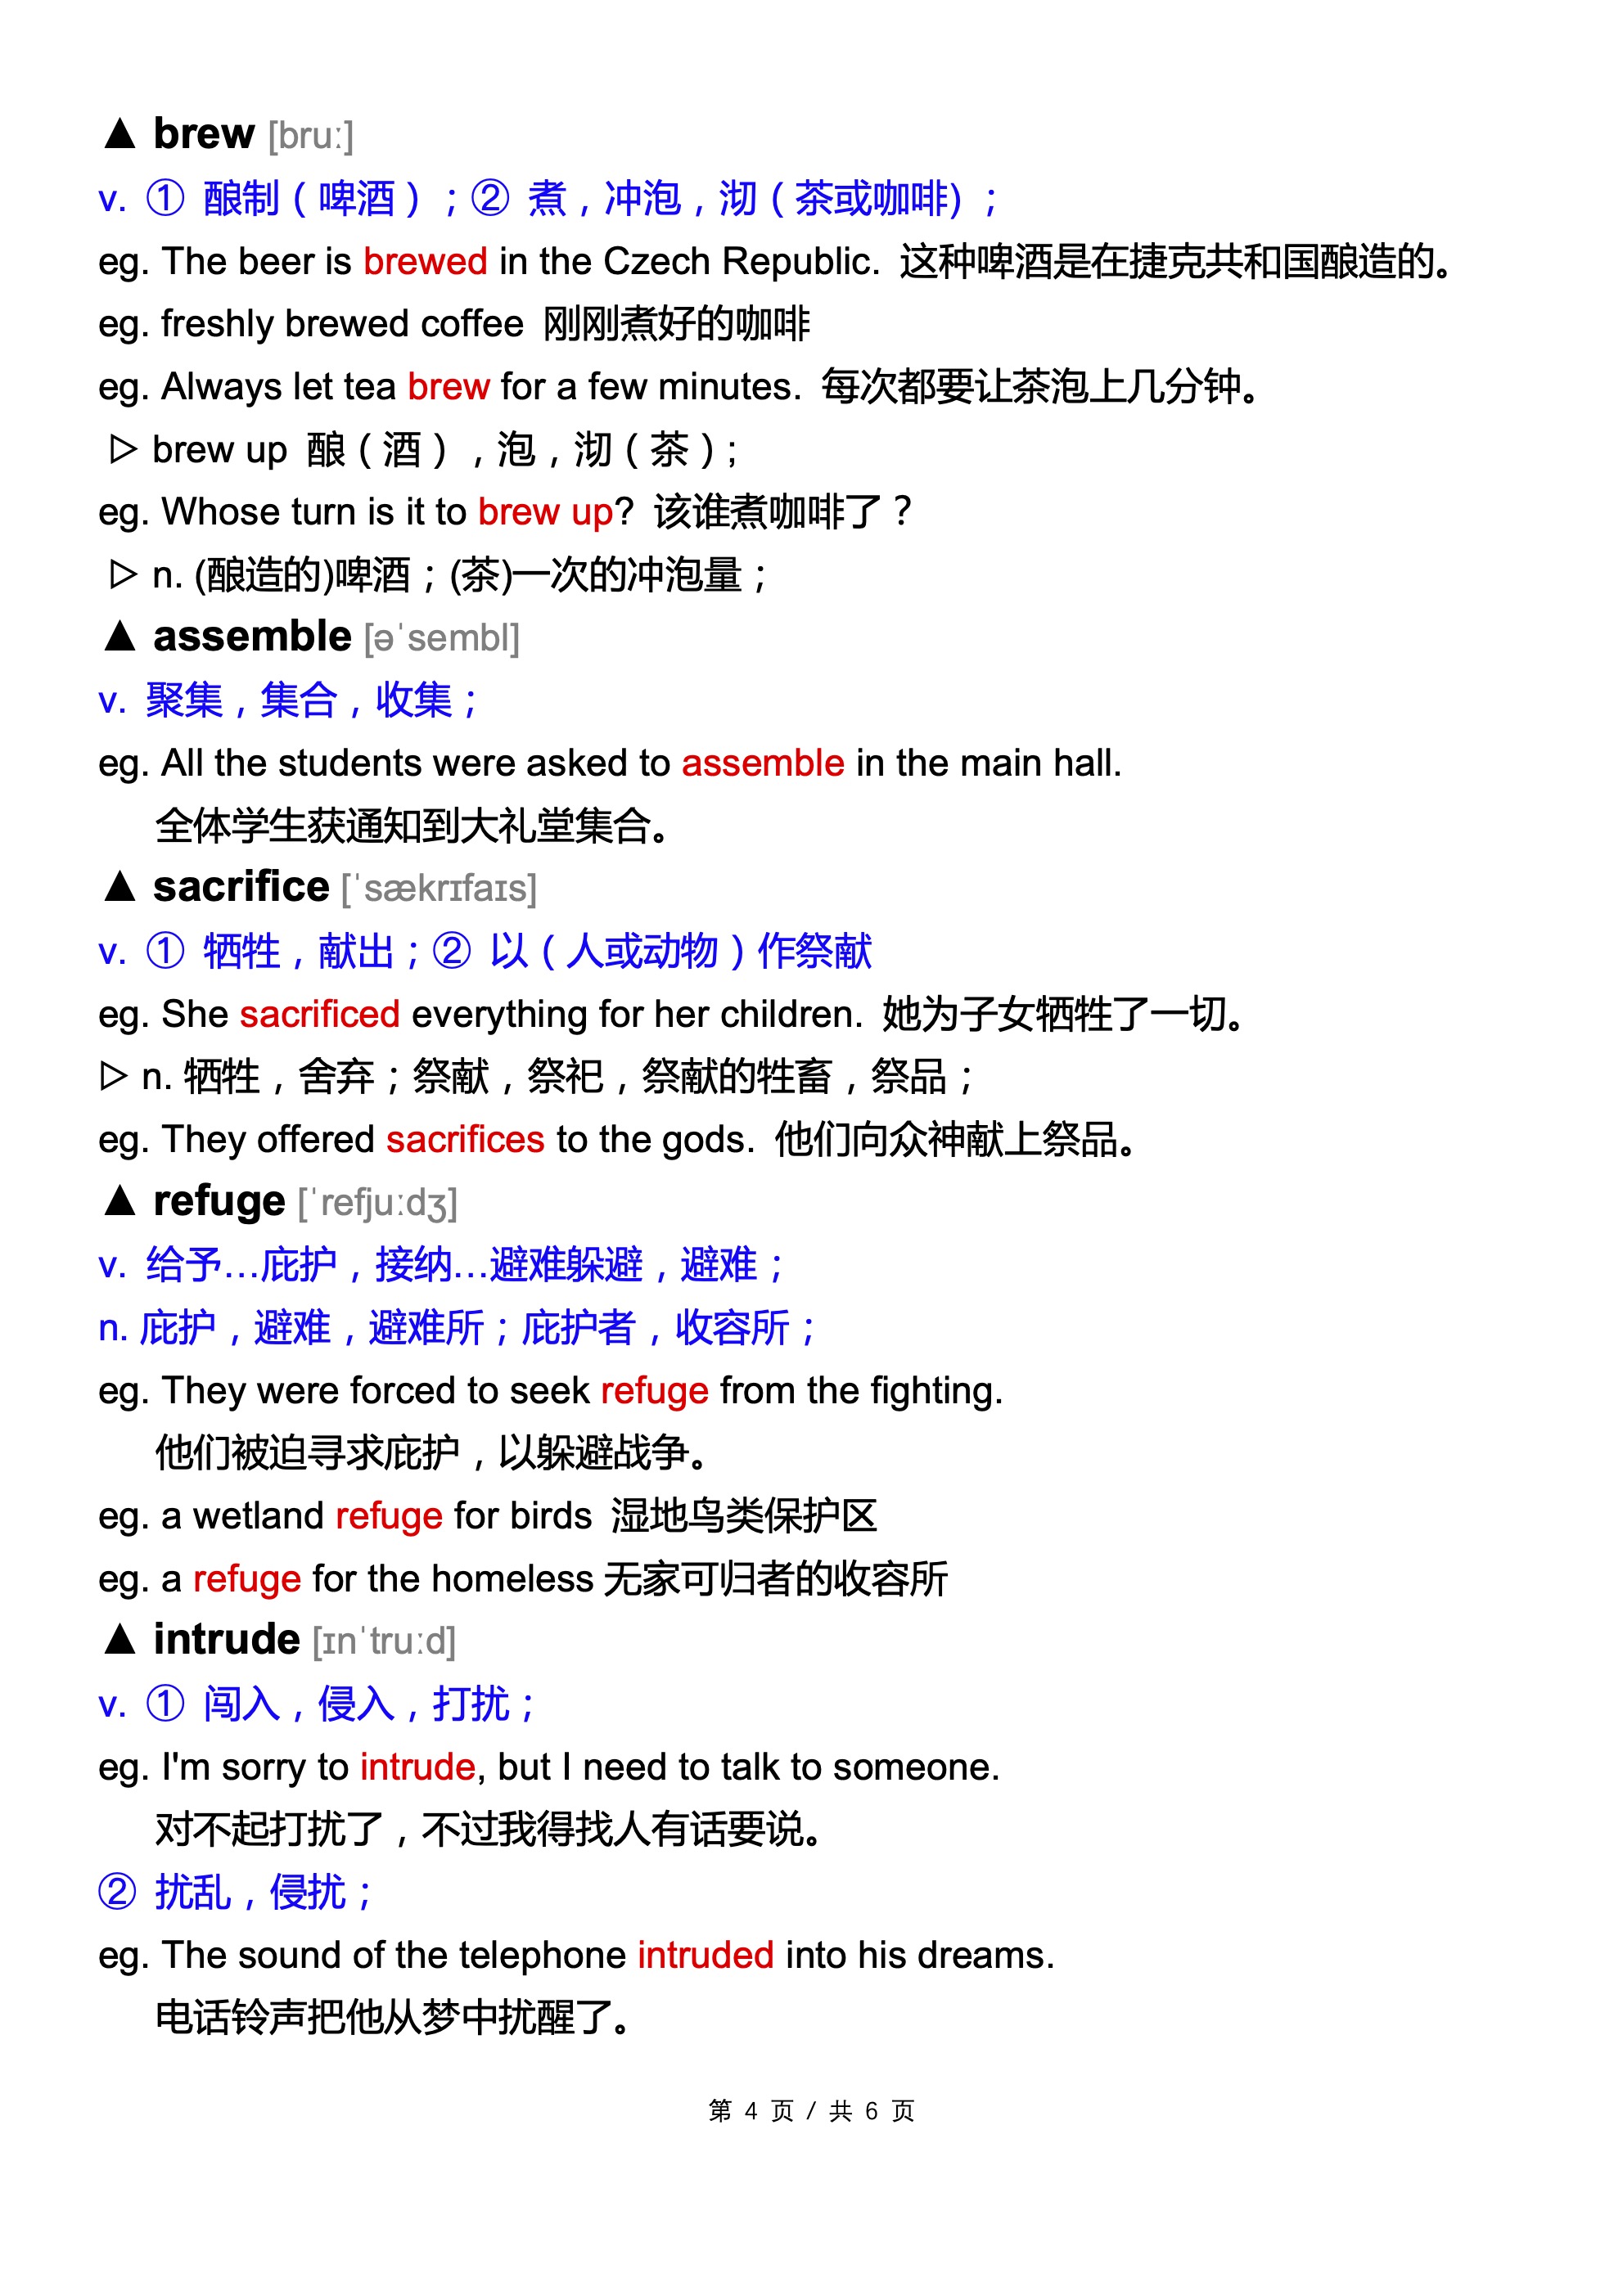 ▲ brew [bruː]
v. ① 酿制（啤酒）；② 煮，冲泡，沏（茶或咖啡) ；
eg. The beer is brewed in the Czech Republic. 这种啤酒是在捷克共和国酿造的。
eg. freshly brewed coffee 刚刚煮好的咖啡
eg. Always let tea brew for a few minutes. 每次都要让茶泡上几分钟。
▷ brew up 酿（酒），泡，沏（茶）；
eg. Whose turn is it to brew up? 该谁煮咖啡了？
▷ n. (酿造的)啤酒；(茶)一次的冲泡量；
▲ assemble [əˈsembl]
v. 聚集，集合，收集；
eg. All the students were asked to assemble in the main hall.
全体学生获通知到大礼堂集合。
▲ sacrifice [ˈsækrɪfaɪs]
v. ① 牺牲，献出；② 以（人或动物）作祭献
eg. She sacrificed everything for her children. 她为子女牺牲了一切。
▷ n. 牺牲，舍弃；祭献，祭祀，祭献的牲畜，祭品；
eg. They offered sacrifices to the gods. 他们向众神献上祭品。
▲ refuge [ˈrefjuːdʒ]
v. 给予…庇护，接纳…避难躲避，避难；
n. 庇护，避难，避难所；庇护者，收容所；
eg. They were forced to seek refuge from the fighting.
他们被迫寻求庇护，以躲避战争。
eg. a wetland refuge for birds 湿地鸟类保护区
eg. a refuge for the homeless 无家可归者的收容所
▲ intrude [ɪnˈtruːd]
v. ① 闯入，侵入，打扰；
eg. I'm sorry to intrude, but I need to talk to someone.
对不起打扰了，不过我得找人有话要说。
② 扰乱，侵扰；
eg. The sound of the telephone intruded into his dreams.
电话铃声把他从梦中扰醒了。
第 4 页 / 共 6 页